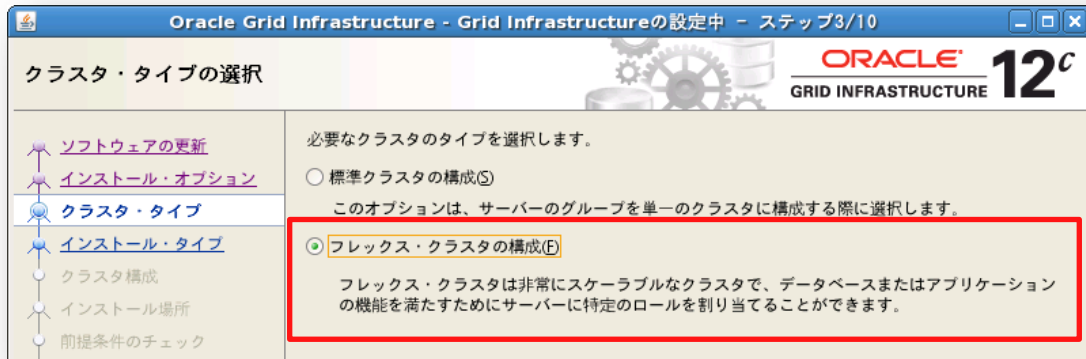 Oracle Grid Infrastructure - Grid Infrastructureの設定中 - ステップ3/10
クラスタ・タイプの選択
ORACLE 12c
GRID INFRASTRUCTURE
ソフトウェアの更新
インストール・オプション
クラスタ・タイプ
インストール・タイプ
クラスタ構成
インストール場所
前提条件のチェック
必要なクラスタのタイプを選択します。
標準クラスタの構成(S)
このオプションは、サーバーのグループを単一のクラスタに構成する際に選択します。
フレックス・クラスタの構成(F)
フレックス・クラスタは非常にスケーラブルなクラスタで、データベースまたはアプリケーション
の機能を満たすためにサーバーに特定のロールを割り当てることができます。